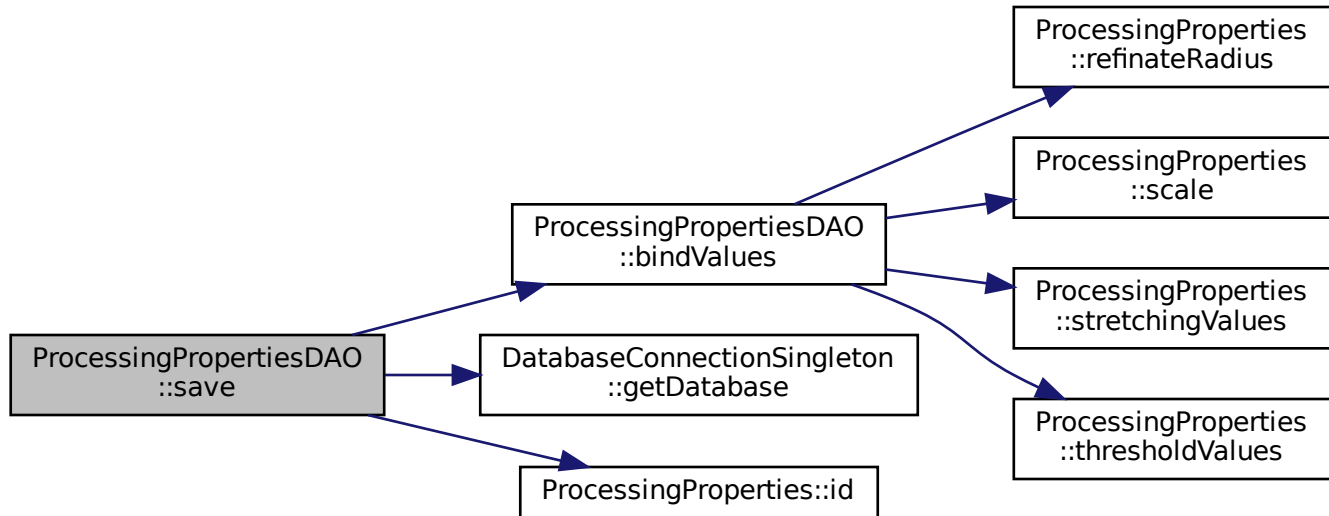 ProcessingProperties
::refinateRadius
ProcessingProperties
::scale
ProcessingPropertiesDAO
::bindValues
ProcessingProperties
::stretchingValues
ProcessingPropertiesDAO
::save
DatabaseConnectionSingleton
::getDatabase
ProcessingProperties
::thresholdValues
ProcessingProperties::id